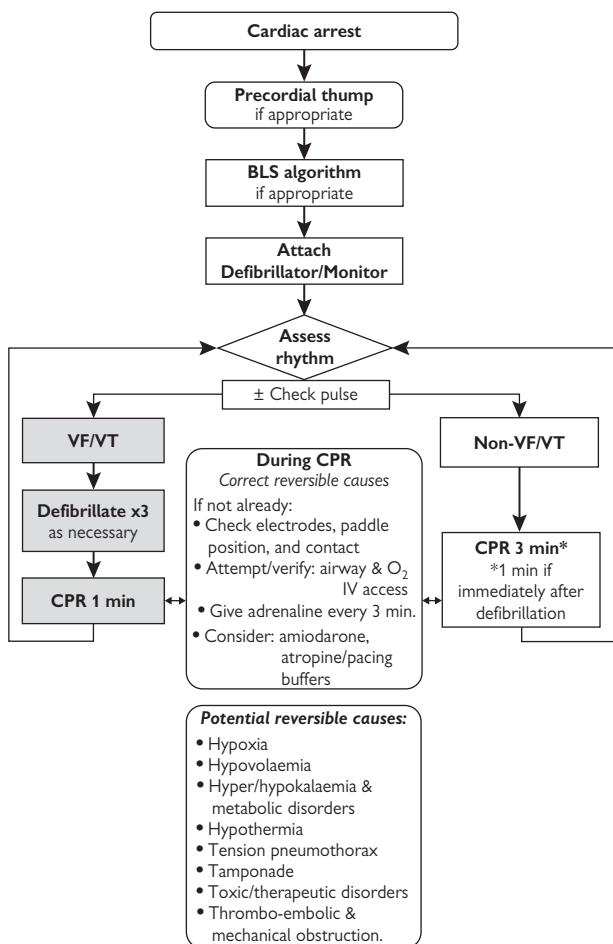 Cardiac arrest
Precordial thump
if appropriate
BLS algorithm
if appropriate
Attach
Defibrillator/Monitor
Assess
rhythm
± Check pulse
VF/VT
Defibrillate x3
as necessary
CPR 1 min
During CPR
Correct reversible causes
If not already:
• Check electrodes, paddle
position, and contact
• Attempt/verify: airway & O₂
IV access
• Give adrenaline every 3 min.
• Consider: amiodarone,
atropine/pacing
buffers
Non-VF/VT
CPR 3 min*
*1 min if
immediately after
defibrillation
Potential reversible causes:
• Hypoxia
• Hypovolaemia
• Hyper/hypokalaemia &
metabolic disorders
• Hypothermia
• Tension pneumothorax
• Tamponade
• Toxic/therapeutic disorders
• Thrombo-embolic &
mechanical obstruction.